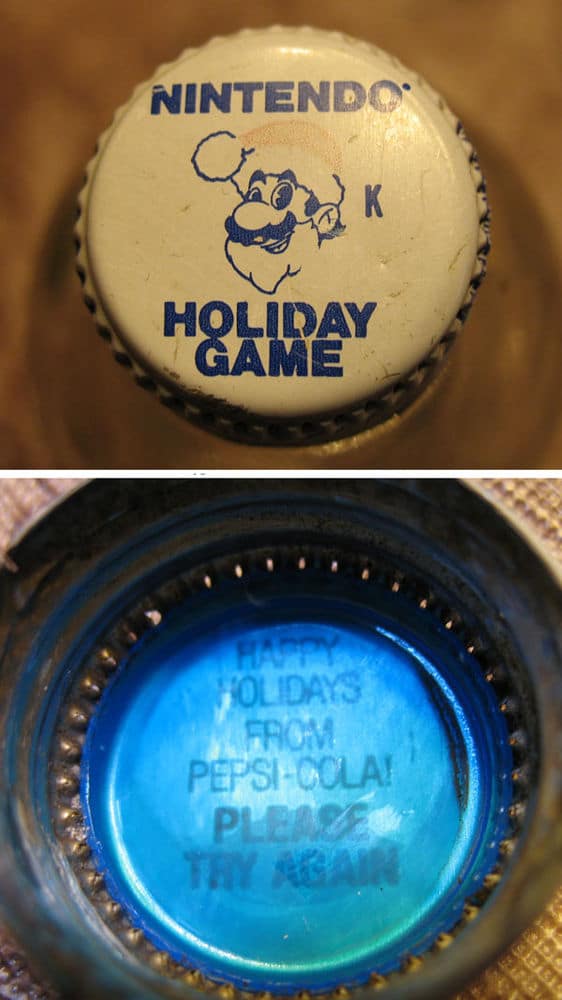 NINTENDO
K
HOLIDAY
GAME
HAPPY
HOLIDAYS
FROM
PEPSI-COLA!
PLEASE
TRY AGAIN